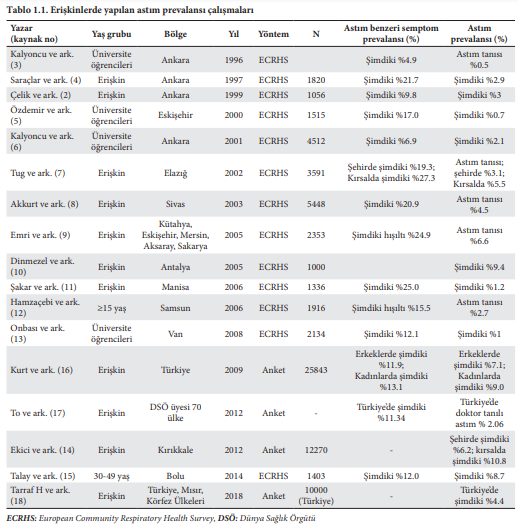 Tablo 1.1. Erişkinlerde yapılan astım prevalansı çalışmaları
Yazar (kaynak no) Yaş grubu Bölge Yıl Yöntem N Astım benzeri semptom prevalansı (%) Astım prevalansı (%)
Kalyoncu ve ark. (3) Üniversite öğrencileri Ankara 1996 ECRHS Şimdiki %4.9 Astım tanısı %0.5
Saraçlar ve ark. (4) Erişkin Ankara 1997 ECRHS 1820 Şimdiki %21.7 Şimdiki %2.9
Çelik ve ark. (2) Erişkin Ankara 1999 ECRHS 1056 Şimdiki %9.8 Şimdiki %3
Özdemir ve ark. (5) Üniversite öğrencileri Eskişehir 2000 ECRHS 1515 Şimdiki %17.0 Şimdiki %0.7
Kalyoncu ve ark. (6) Üniversite öğrencileri Ankara 2001 ECRHS 4512 Şimdiki %6.9 Şimdiki %2.1
Tug ve ark. (7) Erişkin Elazığ 2002 ECRHS 3591 Şehirde şimdiki %19.3; Kırsalda şimdiki %27.3 Astım tanısı; şehirde %3.1; Kırsalda %5.5
Akkurt ve ark. (8) Erişkin Sivas 2003 ECRHS 5448 Şimdiki %20.9 Astım tanısı %4.5
Emri ve ark. (9) Erişkin Kütahya, Eskişehir, Mersin, Aksaray, Sakarya 2005 ECRHS 2353 Şimdiki hışıltı %24.9 Astım tanısı %6.6
Dinmezel ve ark. (10) Erişkin Antalya 2005 ECRHS 1000 Şimdiki %9.4
Şakar ve ark. (11) Erişkin Manisa 2006 ECRHS 1336 Şimdiki %25.0 Şimdiki %1.2
Hamzaçebi ve ark. (12) ≥15 yaş Samsun 2006 ECRHS 1916 Şimdiki hışıltı %15.5 Astım tanısı %2.7
Onbası ve ark. (13) Üniversite öğrencileri Van 2008 ECRHS 2134 Şimdiki %12.1 Şimdiki %1
Kurt ve ark. (16) Erişkin Türkiye 2009 Anket 25843 Erkeklerde şimdiki %11.9; Kadınlarda şimdiki %13.1 Erkeklerde şimdiki %7.1; Kadınlarda şimdiki %9.0
To ve ark. (17) Erişkin DSÖ üyesi 70 ülke 2012 Anket - Türkiye'de şimdiki %11.34 Türkiye'de doktor tanılı astım % 2.06
Ekici ve ark. (14) Erişkin Kırıkkale 2012 Anket 12270 - Şehirde şimdiki %6.2; kırsalda şimdiki %10.8
Talay ve ark. (15) 30-49 yaş Bolu 2014 ECRHS 1403 Şimdiki %12.0 Şimdiki %8.7
Tarraf H ve ark. (18) Erişkin Türkiye, Mısır, Körfez Ülkeleri 2018 Anket 10000 (Türkiye) - Türkiye'de şimdiki %4.4
ECRHS: European Community Respiratory Health Survey, DSÖ: Dünya Sağlık Örgütü